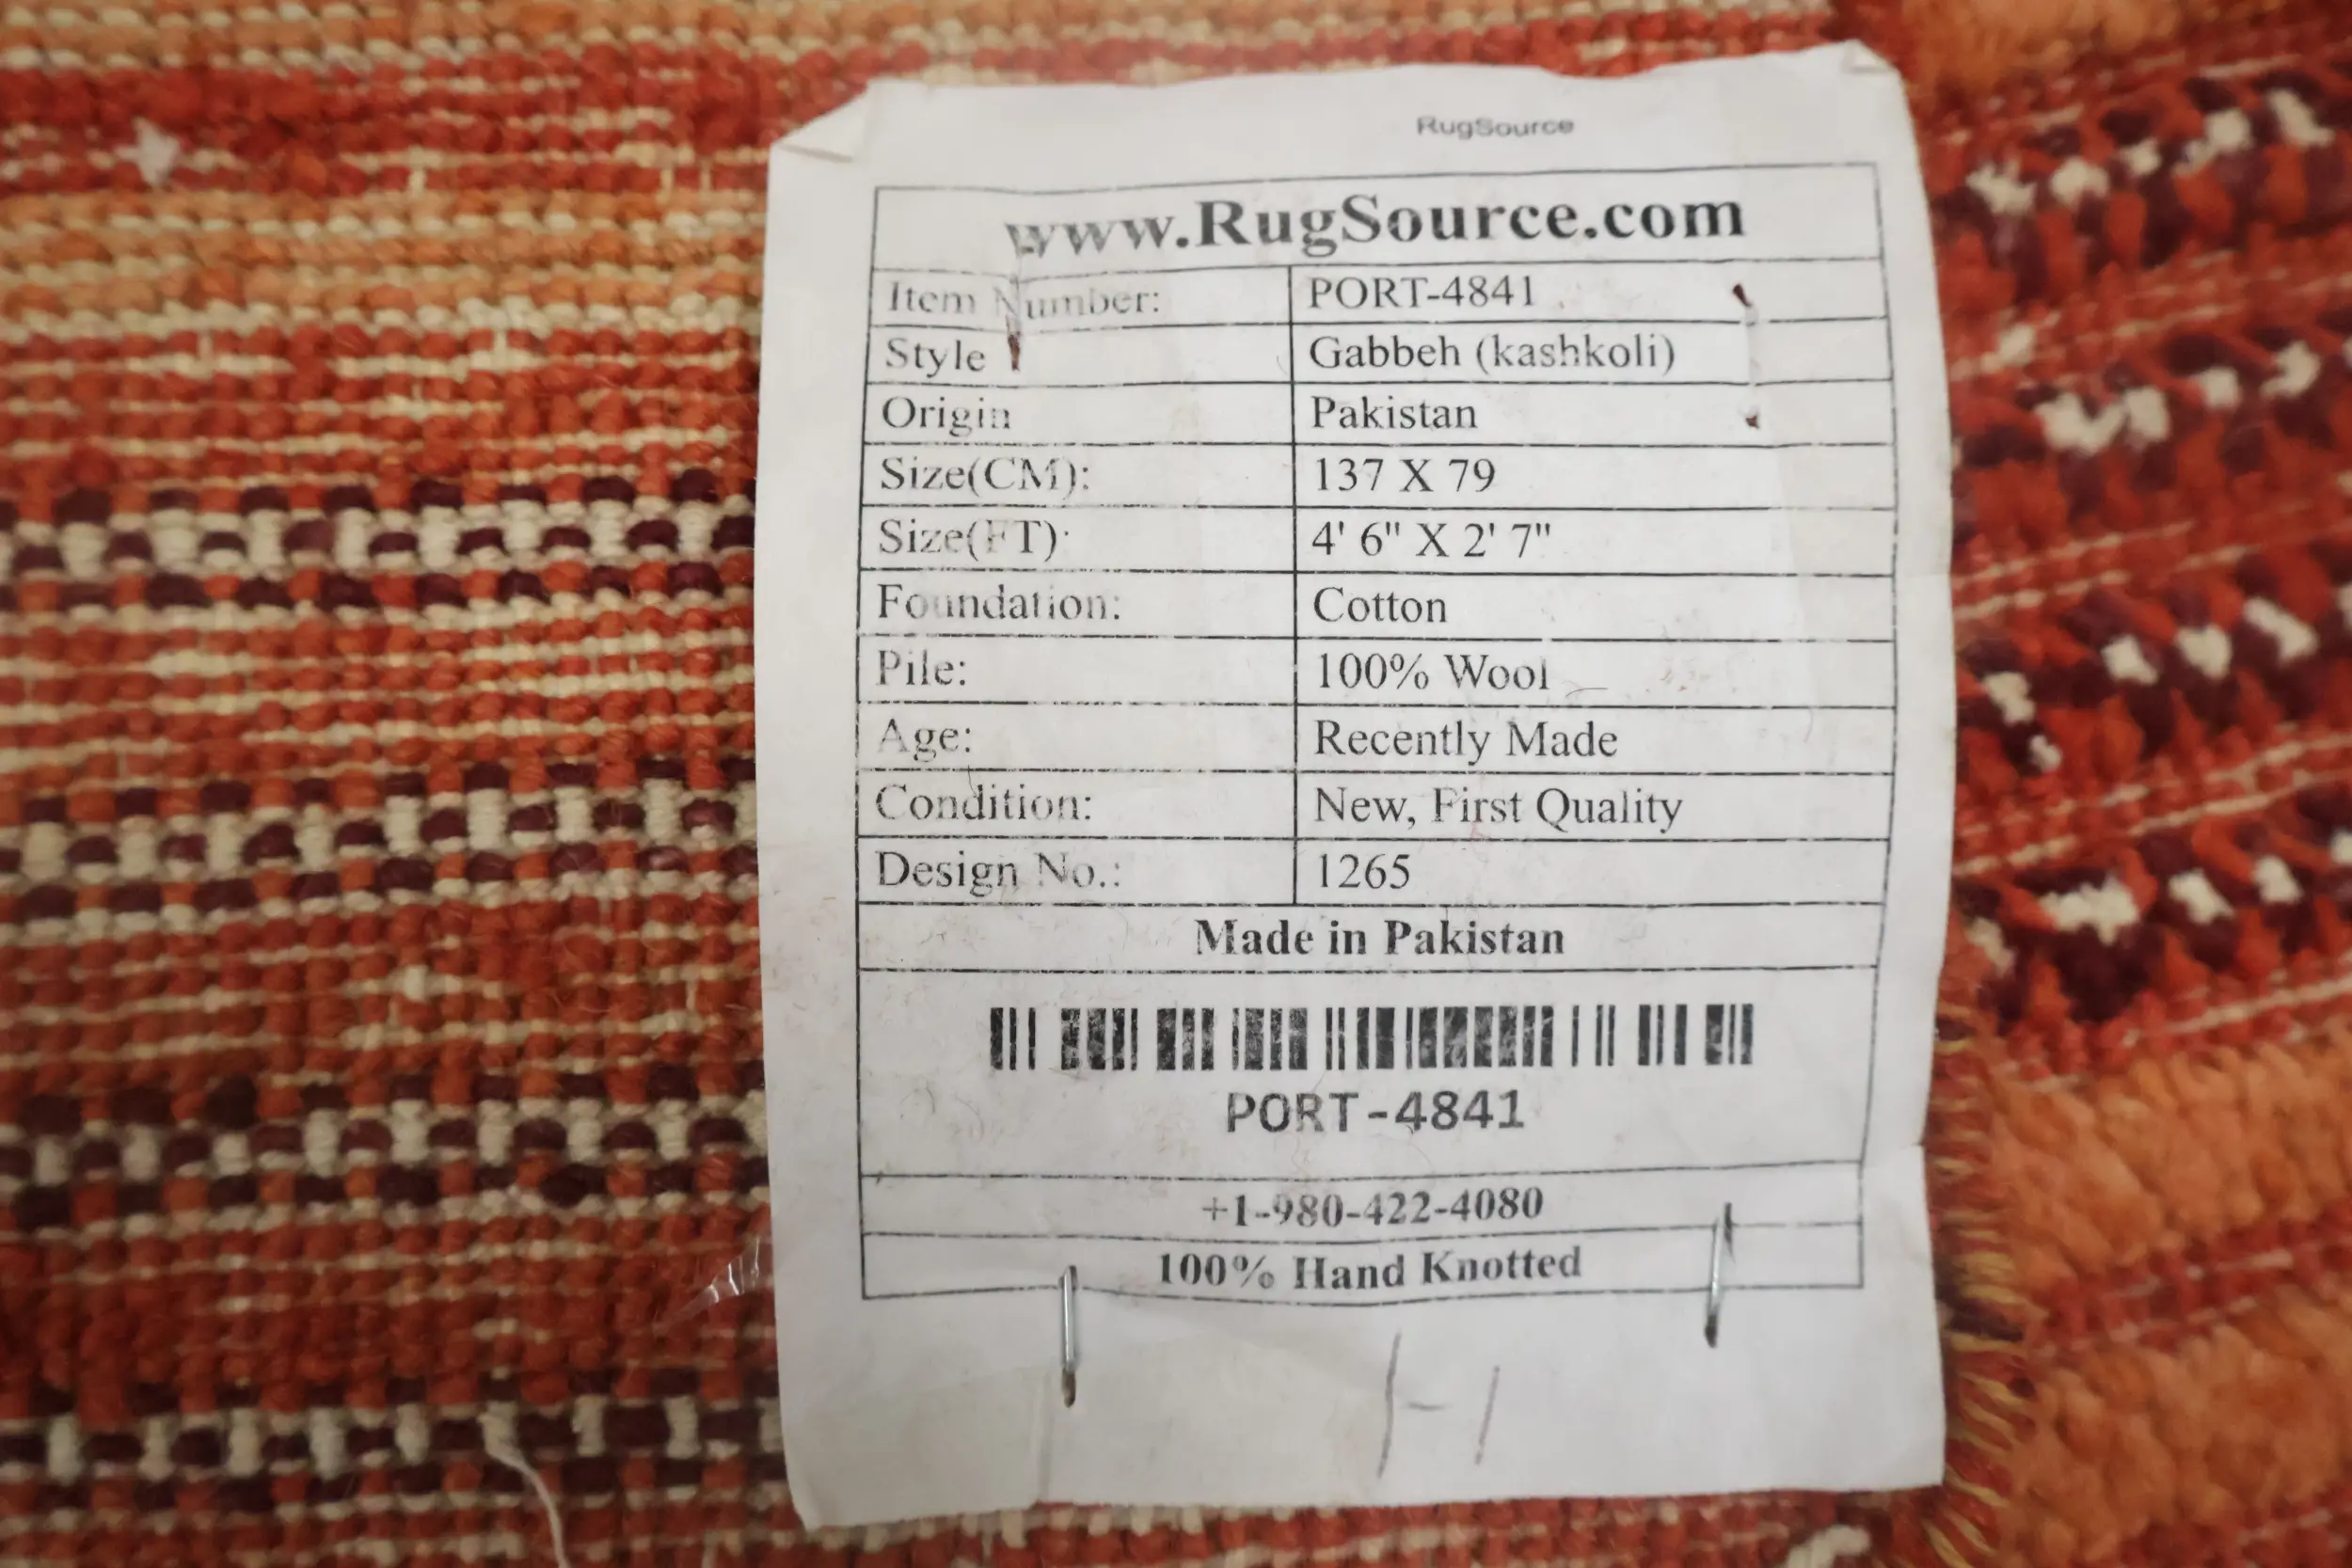 RugSource
www.RugSource.com
Item Number: PORT-4841
Style Gabbeh (kashkoli)
Origin Pakistan
Size(CM): 137 X 79
Size(FT): 4' 6" X 2' 7"
Foundation: Cotton
Pile: 100% Wool
Age: Recently Made
Condition: New, First Quality
Design No.: 1265
Made in Pakistan
PORT-4841
+1-980-422-4080
100% Hand Knotted
1-1